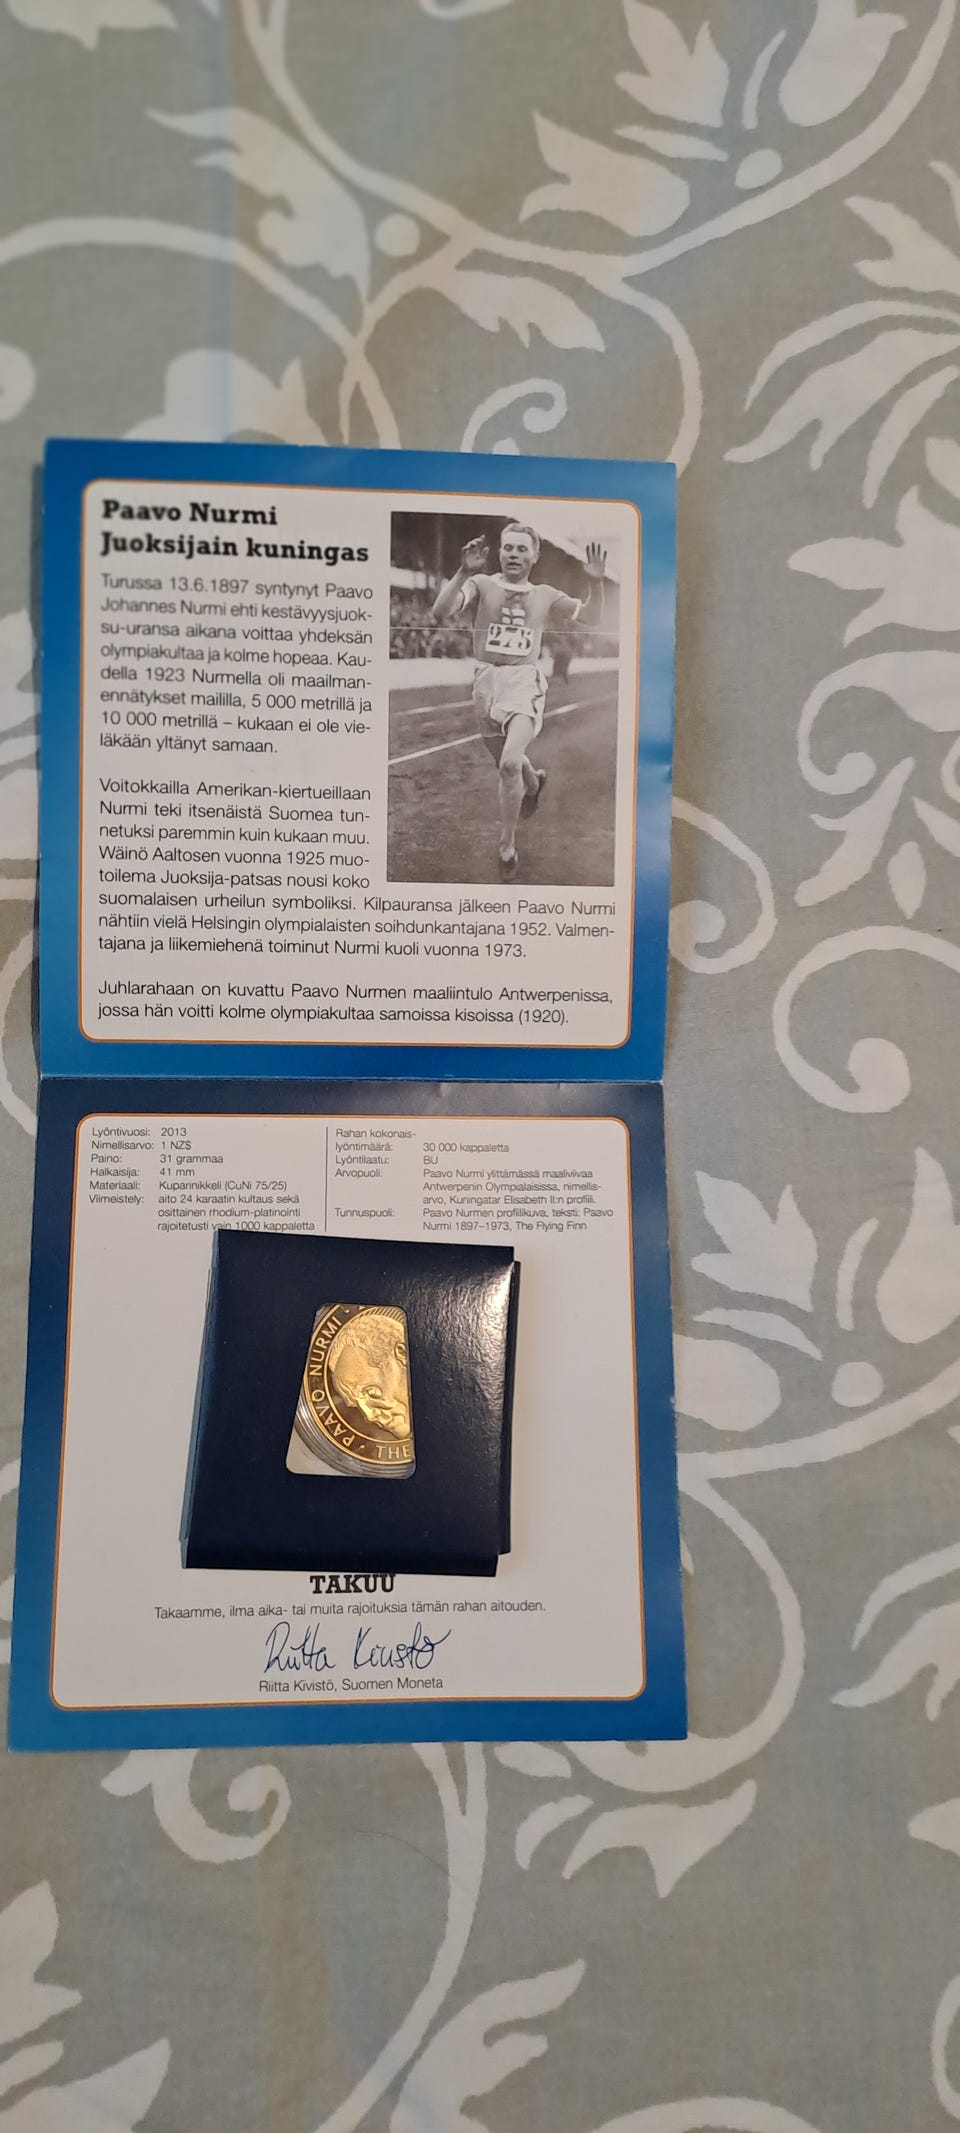 Paavo Nurmi
Juoksijain kuningas
Turussa 13.6.1897 syntynyt Paavo
Johannes Nurmi ehti kestävyysjuok-
su-uransa aikana voittaa yhdeksän
olympiakultaa ja kolme hopeaa. Kau-
della 1923 Nurmella oli maailman-
ennätykset maililla, 5 000 metrillä ja
10 000 metrillä – kukaan ei ole vie-
läkään yltänyt samaan.
Voitokkailla Amerikan-kiertueillaan
Nurmi teki itsenäistä Suomea tun-
netuksi paremmin kuin kukaan muu.
Wäinö Aaltosen vuonna 1925 muo-
toilema Juoksija-patsas nousi koko
suomalaisen urheilun symboliksi. Kilpauransa jälkeen Paavo Nurmi
nähtiin vielä Helsingin olympialaisten soihdunkantajana 1952. Valmen-
tajana ja liikemiehenä toiminut Nurmi kuoli vuonna 1973.
Juhlarahaan on kuvattu Paavo Nurmen maaliintulo Antwerpenissa,
jossa hän voitti kolme olympiakultaa samoissa kisoissa (1920).
275
Lyöntivuosi: 2013
Nimellisarvo: 1 NZ$
Paino: 31 grammaa
Halkaisija: 41 mm
Materiaali: Kuparinikkeli (CuNi 75/25)
Viimeistely: aito 24 karaatin kultaus sekä
osittainen rhodium-platinointi
rajoitetusti vain 1000 kappaletta
Rahan kokonais-
lyöntimäärä: 30 000 kappaletta
Lyöntilaatu: BU
Arvopuoli: Paavo Nurmi ylittämässä maaliviivaa
Antwerpenin Olympialaisissa, nimellis-
arvo, Kuningatar Elisabeth II:n profiili.
Tunnuspuoli: Paavo Nurmen profiilikuva, teksti: Paavo
Nurmi 1897–1973, The Flying Finn
· PAAVO NURMI ·
THE
TAKUU
Takaamme, ilma aika- tai muita rajoituksia tämän rahan aitouden.
Riitta Kivistö
Riitta Kivistö, Suomen Moneta